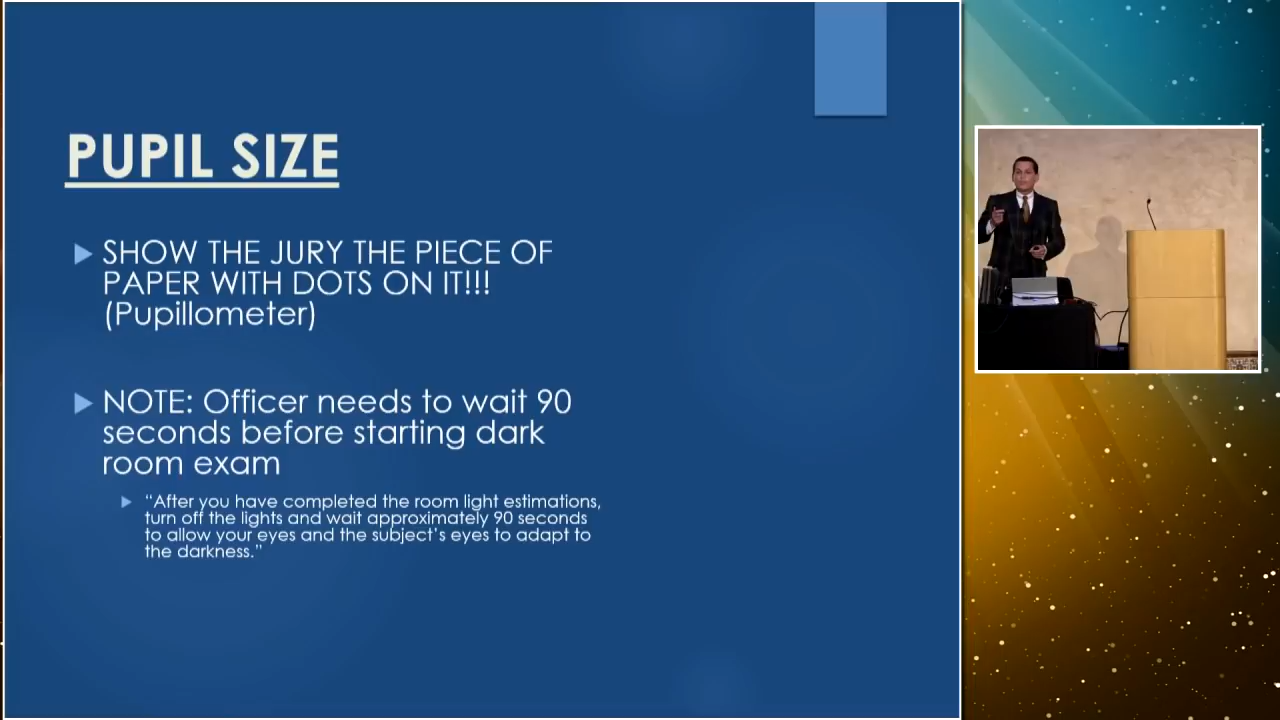 PUPIL SIZE
SHOW THE JURY THE PIECE OF
PAPER WITH DOTS ON IT!!!
(Pupillometer)
NOTE: Officer needs to wait 90
seconds before starting dark
room exam
“After you have completed the room light estimations,
turn off the lights and wait approximately 90 seconds
to allow your eyes and the subject’s eyes to adapt to
the darkness.”